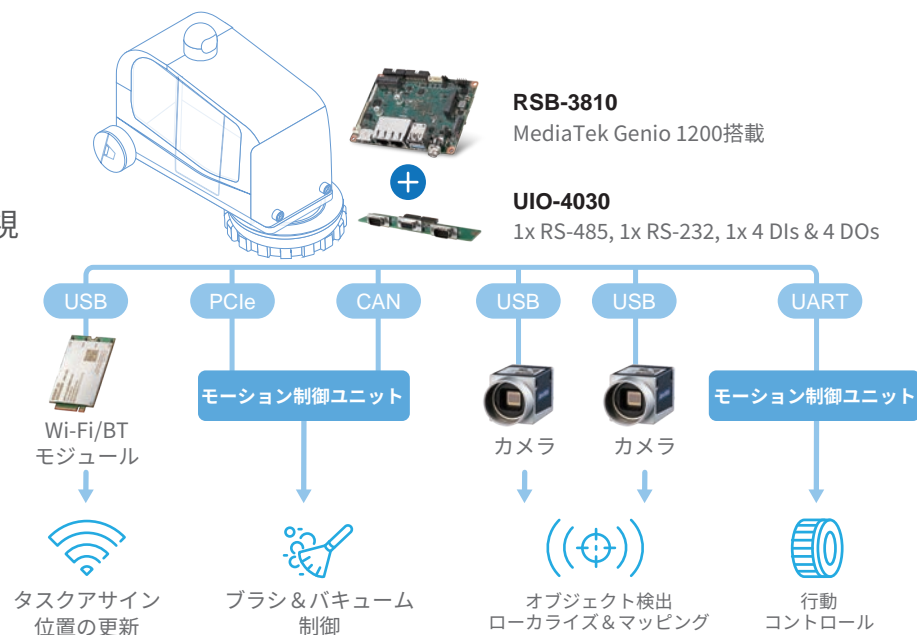 RSB-3810
MediaTek Genio 1200搭載
UIO-4030
1x RS-485, 1x RS-232, 1x 4 DIs & 4 DOs
現
USB
PCIe
CAN
USB
USB
UART
モーション制御ユニット
モーション制御ユニット
Wi-Fi/BT
モジュール
カメラ
カメラ
タスクアサイン
位置の更新
ブラシ＆バキューム
制御
オブジェクト検出
ローカライズ＆マッピング
行動
コントロール